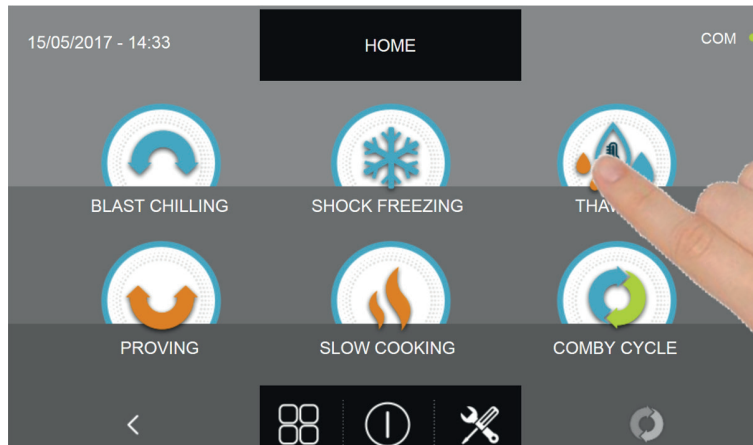 15/05/2017 - 14:33
HOME
COM
BLAST CHILLING
SHOCK FREEZING
PROVING
SLOW COOKING
COMBY CYCLE